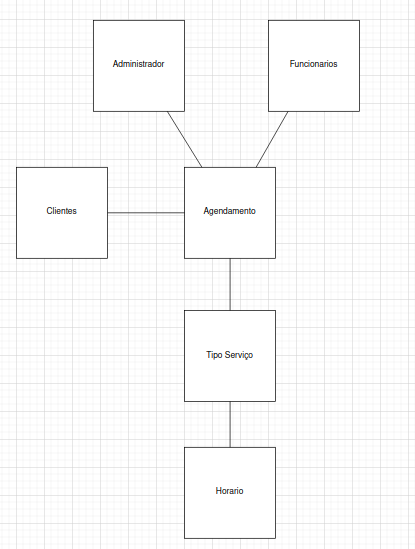 Administrador
Funcionarios
Clientes
Agendamento
Tipo Serviço
Horario